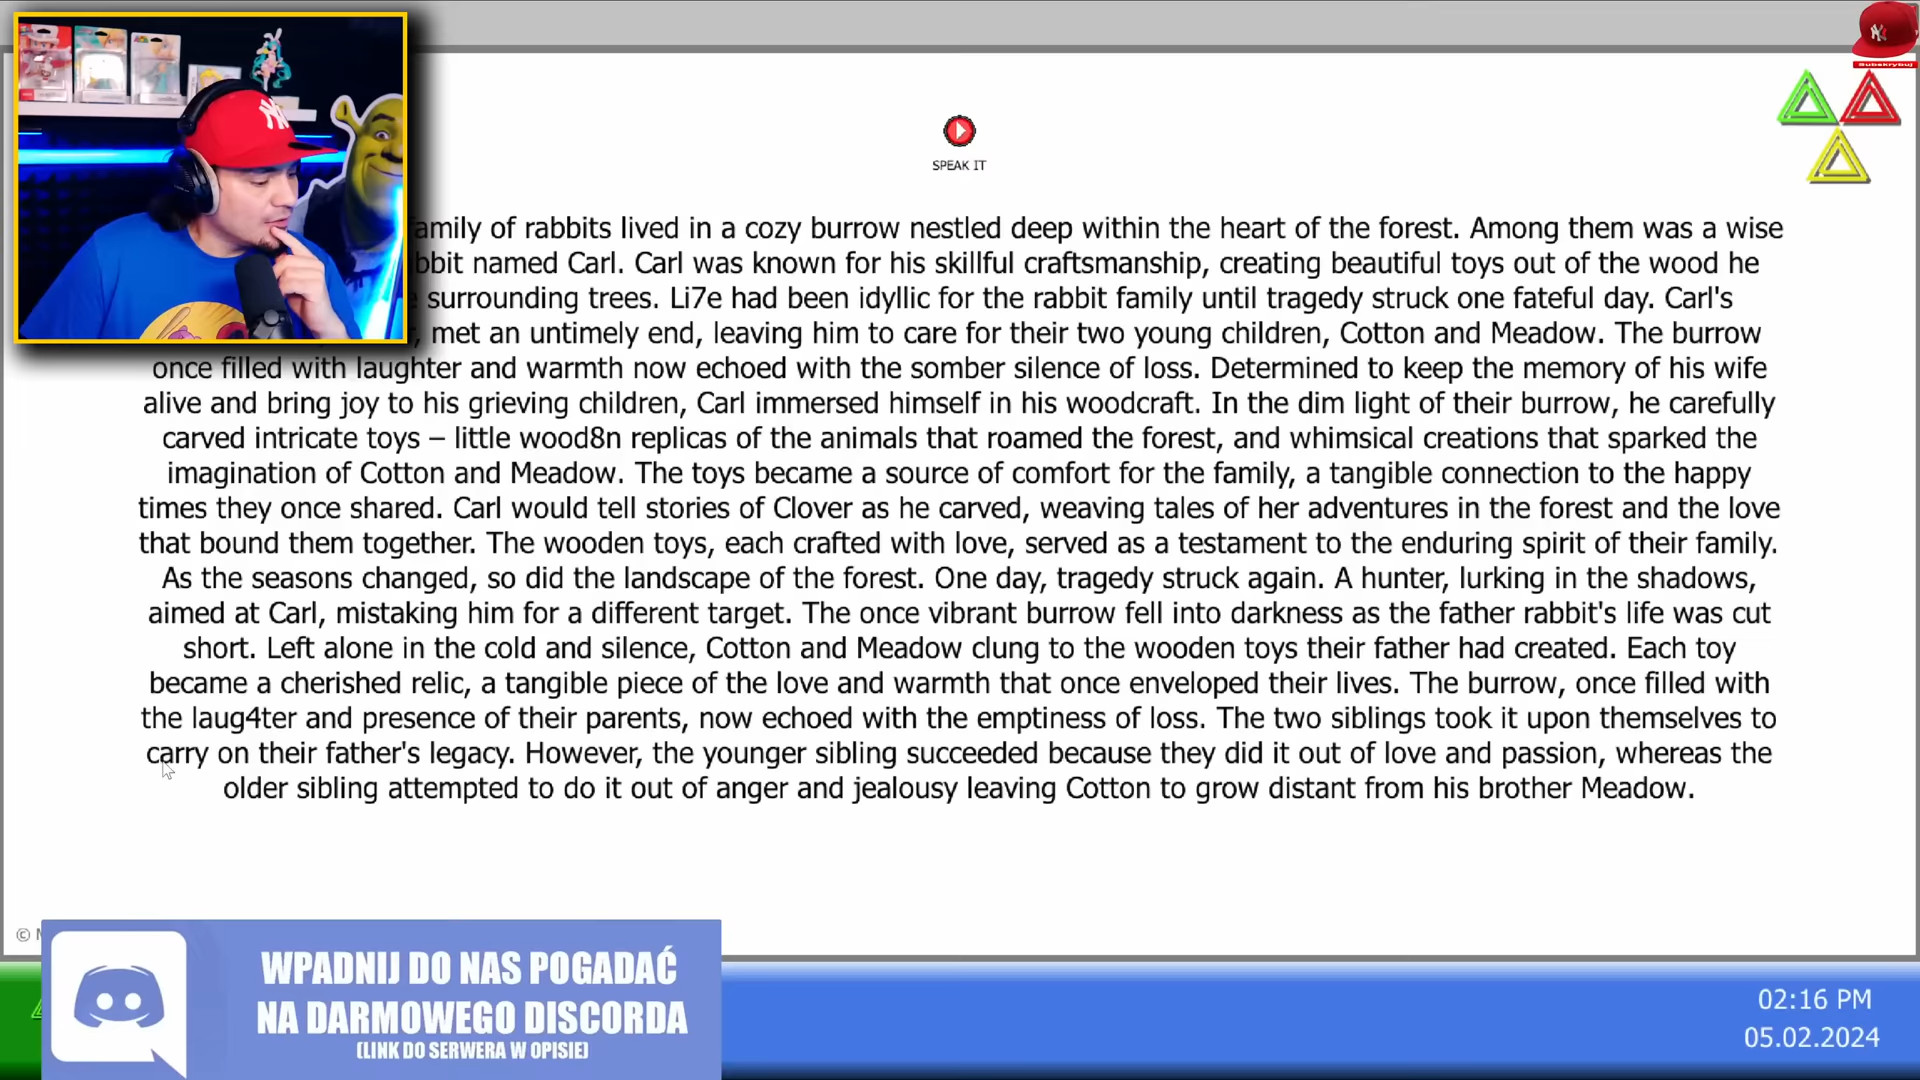 Subskrybuj
SPEAK IT
family of rabbits lived in a cozy burrow nestled deep within the heart of the forest. Among them was a wise
named Carl. Carl was known for his skillful craftsmanship, creating beautiful toys out of the wood he
surrounding trees. Li7e had been idyllic for the rabbit family until tragedy struck one fateful day. Carl's
, met an untimely end, leaving him to care for their two young children, Cotton and Meadow. The burrow
once filled with laughter and warmth now echoed with the somber silence of loss. Determined to keep the memory of his wife
alive and bring joy to his grieving children, Carl immersed himself in his woodcraft. In the dim light of their burrow, he carefully
carved intricate toys – little wood8n replicas of the animals that roamed the forest, and whimsical creations that sparked the
imagination of Cotton and Meadow. The toys became a source of comfort for the family, a tangible connection to the happy
times they once shared. Carl would tell stories of Clover as he carved, weaving tales of her adventures in the forest and the love
that bound them together. The wooden toys, each crafted with love, served as a testament to the enduring spirit of their family.
As the seasons changed, so did the landscape of the forest. One day, tragedy struck again. A hunter, lurking in the shadows,
aimed at Carl, mistaking him for a different target. The once vibrant burrow fell into darkness as the father rabbit's life was cut
short. Left alone in the cold and silence, Cotton and Meadow clung to the wooden toys their father had created. Each toy
became a cherished relic, a tangible piece of the love and warmth that once enveloped their lives. The burrow, once filled with
the laug4ter and presence of their parents, now echoed with the emptiness of loss. The two siblings took it upon themselves to
carry on their father's legacy. However, the younger sibling succeeded because they did it out of love and passion, whereas the
older sibling attempted to do it out of anger and jealousy leaving Cotton to grow distant from his brother Meadow.
©
WPADNIJ DO NAS POGADAĆ
NA DARMOWEGO DISCORDA
(LINK DO SERWERA W OPISIE)
02:16 PM
05.02.2024